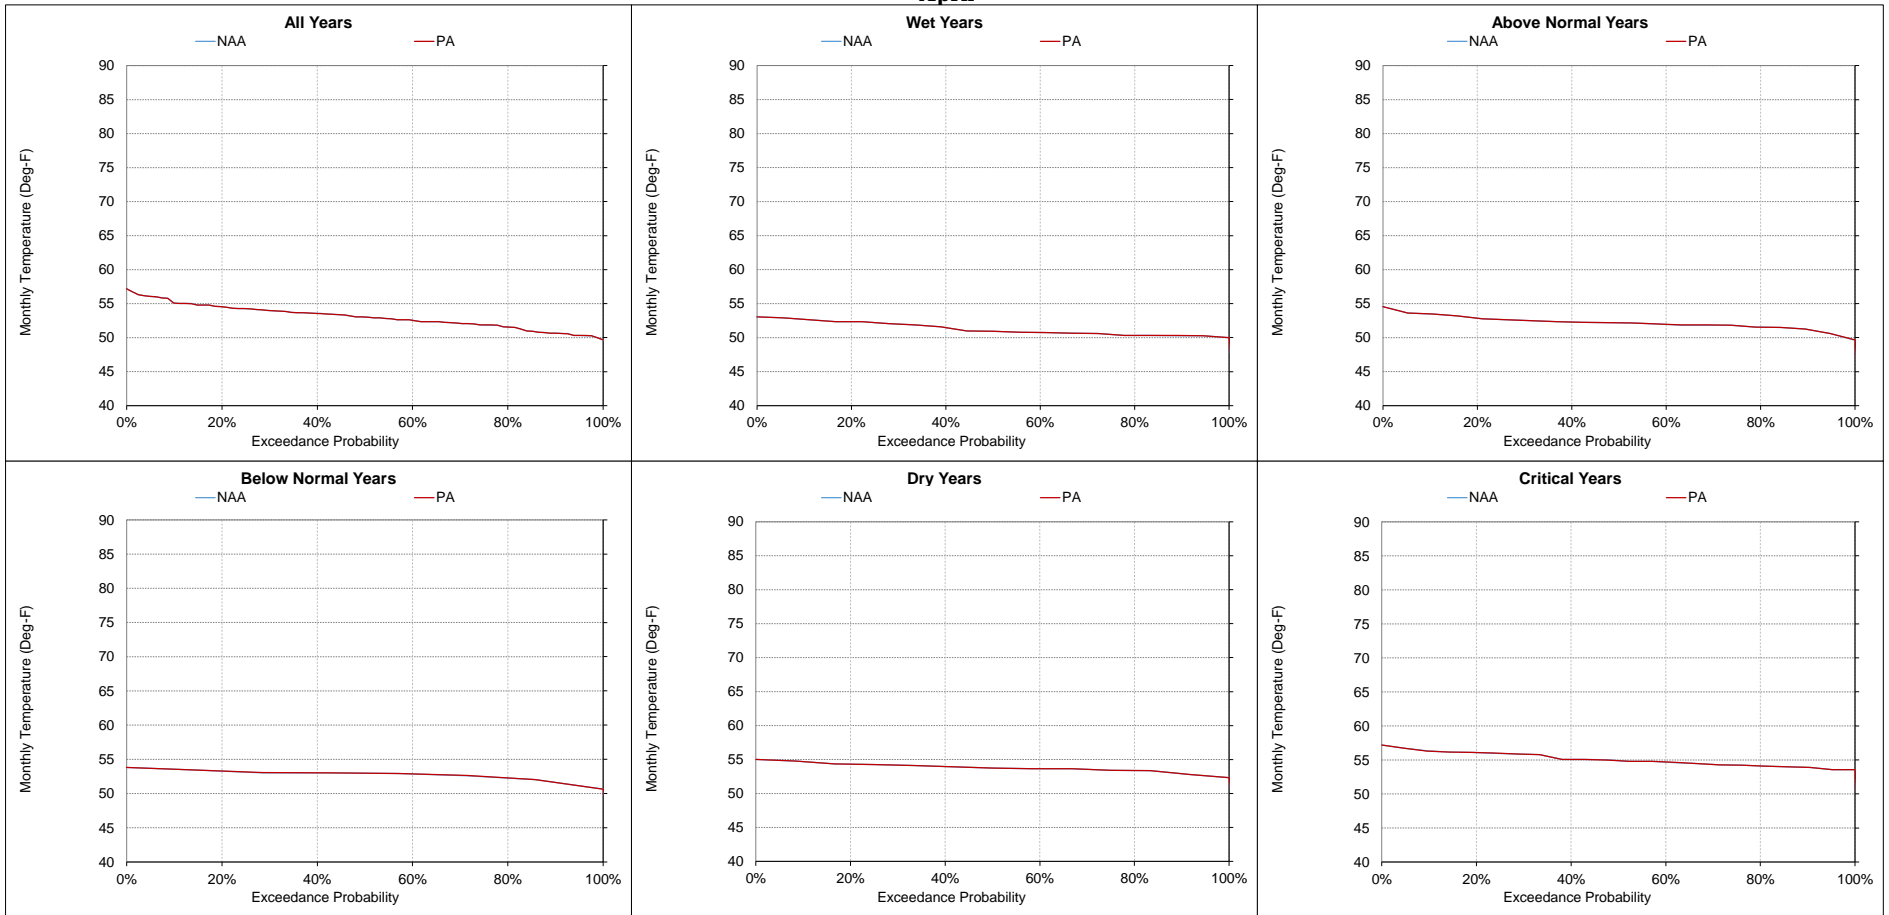 All Years
NAA PA
90
85
80
75
70
65
60
55
50
45
40
0% 20% 40% 60% 80% 100%
Monthly Temperature (Deg-F)
Exceedance Probability
Wet Years
NAA PA
90
85
80
75
70
65
60
55
50
45
40
0% 20% 40% 60% 80% 100%
Monthly Temperature (Deg-F)
Exceedance Probability
Above Normal Years
NAA PA
90
85
80
75
70
65
60
55
50
45
40
0% 20% 40% 60% 80% 100%
Monthly Temperature (Deg-F)
Exceedance Probability
Below Normal Years
NAA PA
90
85
80
75
70
65
60
55
50
45
40
0% 20% 40% 60% 80% 100%
Monthly Temperature (Deg-F)
Exceedance Probability
Dry Years
NAA PA
90
85
80
75
70
65
60
55
50
45
40
0% 20% 40% 60% 80% 100%
Monthly Temperature (Deg-F)
Exceedance Probability
Critical Years
NAA PA
90
85
80
75
70
65
60
55
50
45
40
0% 20% 40% 60% 80% 100%
Monthly Temperature (Deg-F)
Exceedance Probability